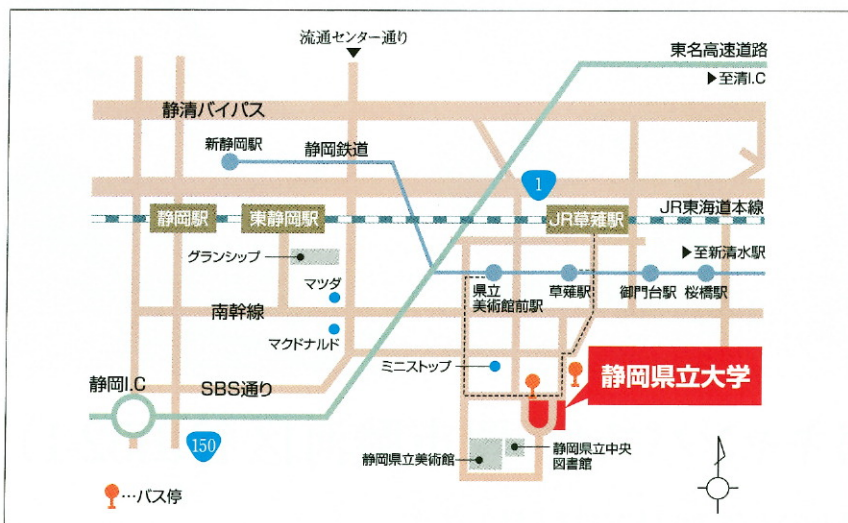 流通センター通り
東名高速道路
▶至清I.C
静清バイパス
新静岡駅
静岡鉄道
1
静岡駅
東静岡駅
JR草薙駅
JR東海道本線
グランシップ
▶至新清水駅
マツダ
県立
美術館前駅
草薙駅
御門台駅
桜橋駅
南幹線
マクドナルド
ミニストップ
静岡県立大学
静岡I.C
SBS通り
150
静岡県立美術館
静岡県立中央
図書館
…バス停